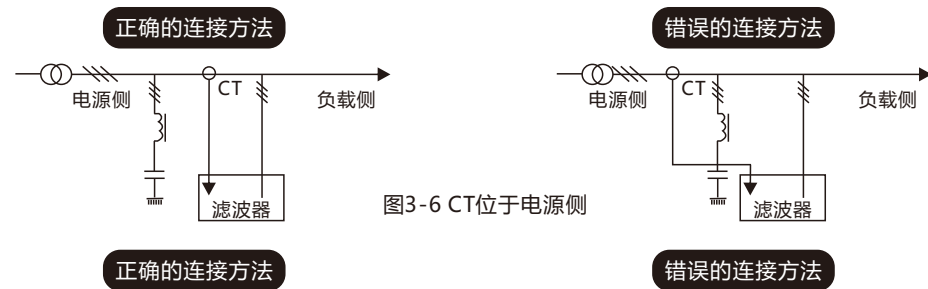 正确的连接方法
错误的连接方法
CT
电源侧
负载侧
滤波器
CT
电源侧
负载侧
滤波器
图3-6 CT位于电源侧
正确的连接方法
错误的连接方法